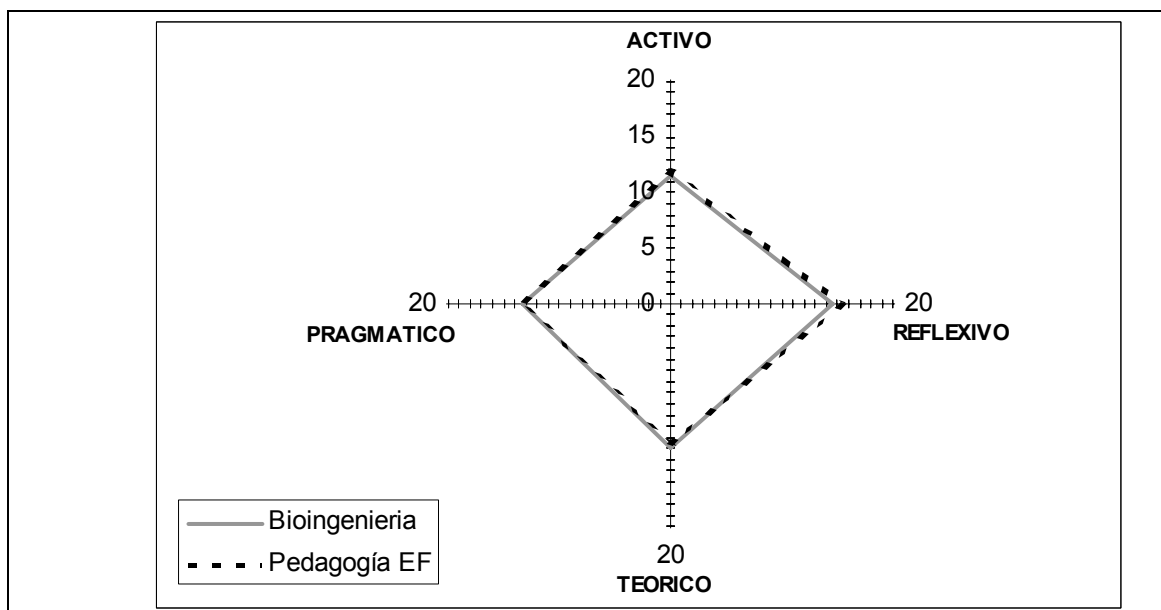 ACTIVO
20
15
10
5
20 0 20
PRAGMATICO REFLEXIVO
20
TEORICO
Bioingenieria
Pedagogía EF